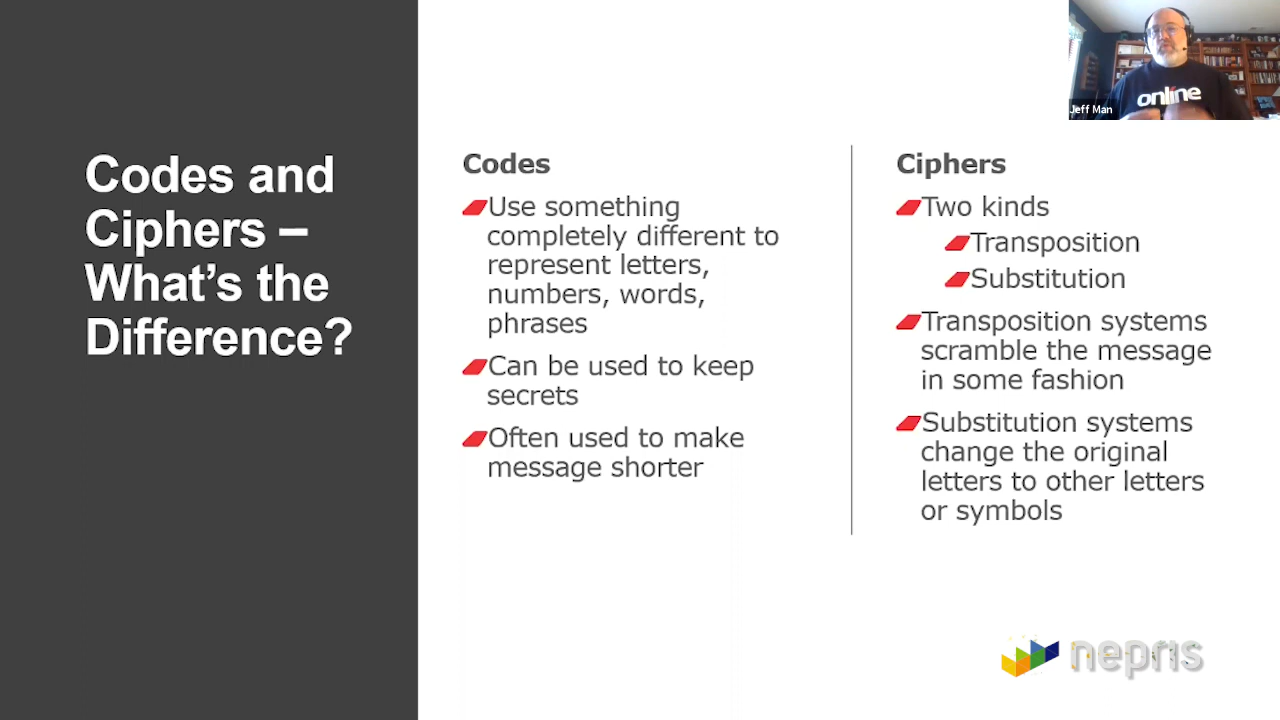 Codes and
Ciphers –
What's the
Difference?
Codes
Use something
completely different to
represent letters,
numbers, words,
phrases
Can be used to keep
secrets
Often used to make
message shorter
Ciphers
Two kinds
Transposition
Substitution
Transposition systems
scramble the message
in some fashion
Substitution systems
change the original
letters to other letters
or symbols
online
Jeff Man
nepris